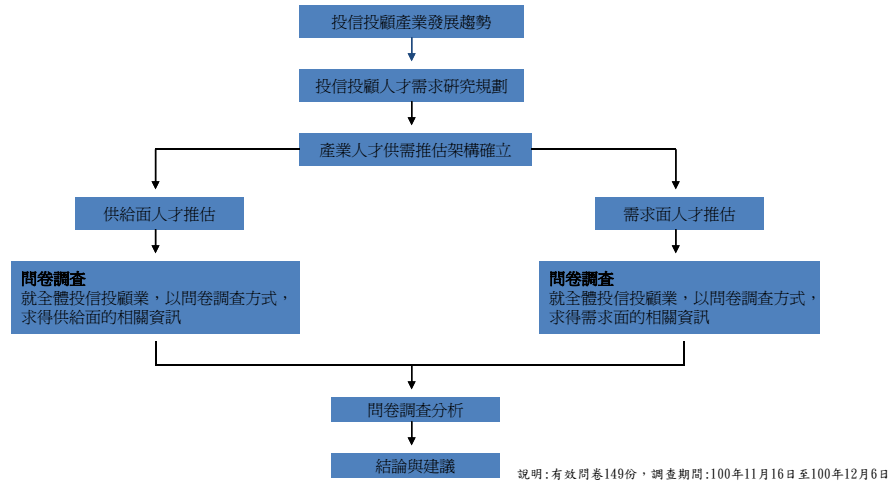 投信投顧產業發展趨勢
投信投顧人才需求研究規劃
產業人才供需推估架構確立
供給面人才推估
需求面人才推估
問卷調查
就全體投信投顧業，以問卷調查方式，
求得供給面的相關資訊
問卷調查
就全體投信投顧業，以問卷調查方式，
求得需求面的相關資訊
問卷調查分析
結論與建議
說明:有效問卷149份，調查期間:100年11月16日至100年12月6日